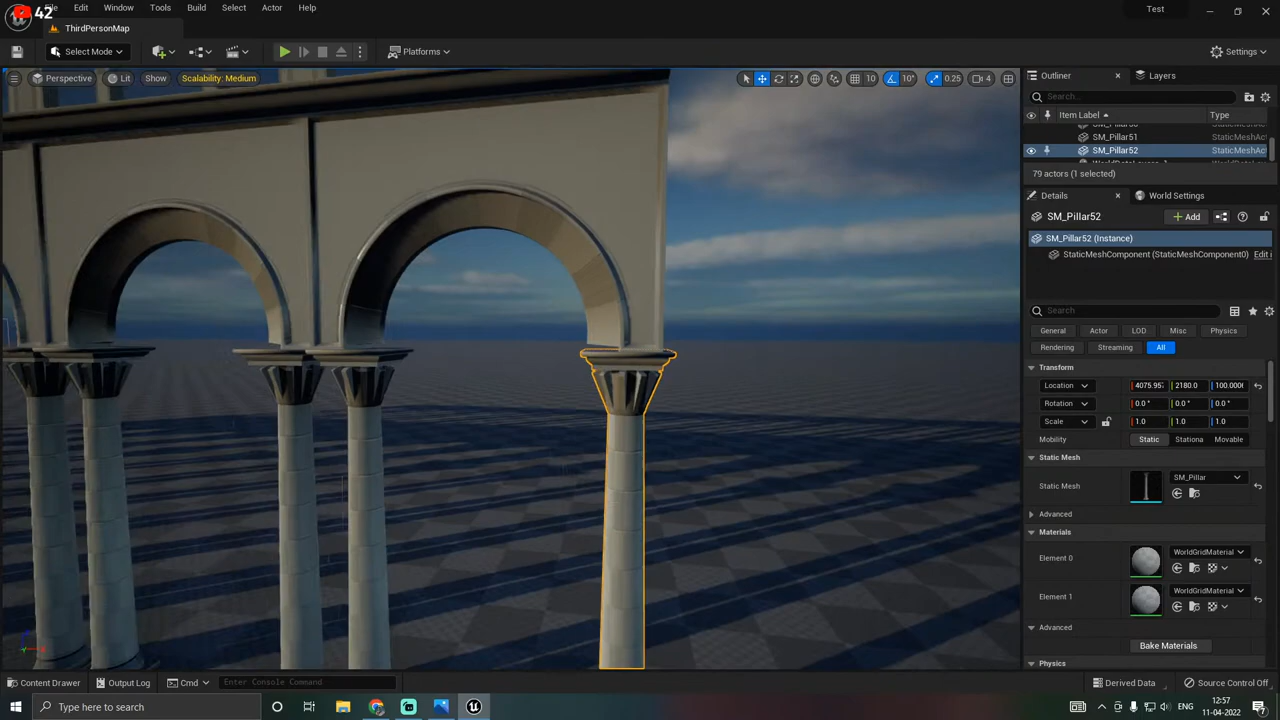 42
File Edit Window Tools Build Select Actor Help
Test
ThirdPersonMap
Select Mode
Platforms
Settings
Perspective Lit Show Scalability: Medium
10 10° 0.25 4
Outliner Layers
Search...
Item Label Type
SM_Pillar51 StaticMeshAct
SM_Pillar52 StaticMeshAct
79 actors (1 selected)
Details World Settings
SM_Pillar52 Add
SM_Pillar52 (Instance)
StaticMeshComponent (StaticMeshComponent0) Edit i
Search
General Actor LOD Misc Physics
Rendering Streaming All
Transform
Location 4075.95 2180.0 100.000
Rotation 0.0 ° 0.0 ° 0.0 °
Scale 1.0 1.0 1.0
Mobility Static Stationa Movable
Static Mesh
Static Mesh SM_Pillar
Advanced
Materials
Element 0 WorldGridMaterial
Element 1 WorldGridMaterial
Advanced
Bake Materials
Physics
Content Drawer Output Log Cmd Enter Console Command
Derived Data Source Control Off
Type here to search
12:57
11-04-2022